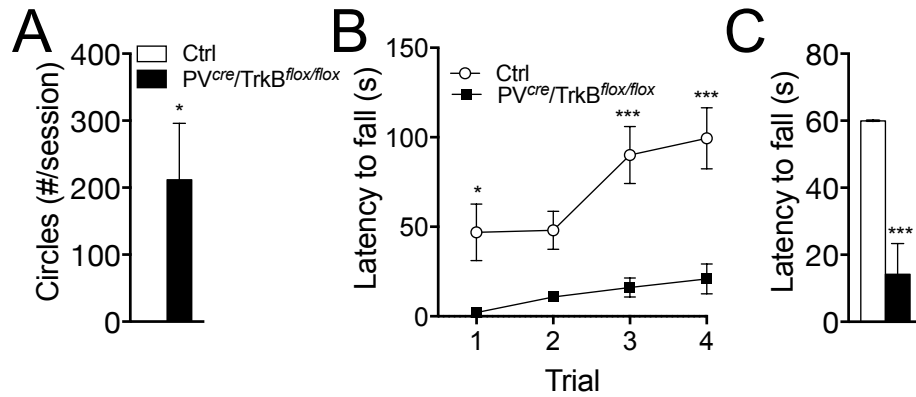 A
Circles (#/session)
400
300
200
100
0
Ctrl
PVcre/TrkBflox/flox
*
B
Latency to fall (s)
150
100
50
0
Ctrl
PVcre/TrkBflox/flox
*
***
***
1 2 3 4
Trial
C
Latency to fall (s)
80
60
40
20
0
***